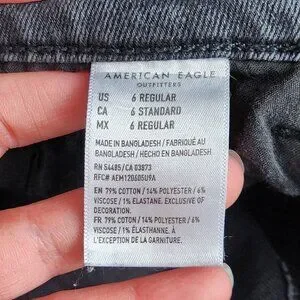 AMERICAN EAGLE
OUTFITTERS
US 6 REGULAR
CA 6 STANDARD
MX 6 REGULAR
MADE IN BANGLADESH / FABRIQUÉ AU
BANGLADESH / HECHO EN BANGLADESH
RN 54485/CA 03973
RFC# AEM120605U9A
EN 79% COTTON / 14% POLYESTER / 6%
VISCOSE / 1% ELASTANE. EXCLUSIVE OF
DECORATION.
FR 79% COTON / 14% POLYESTER / 6%
VISCOSE / 1% ÉLASTHANNE. À
L'EXCEPTION DE LA GARNITURE.